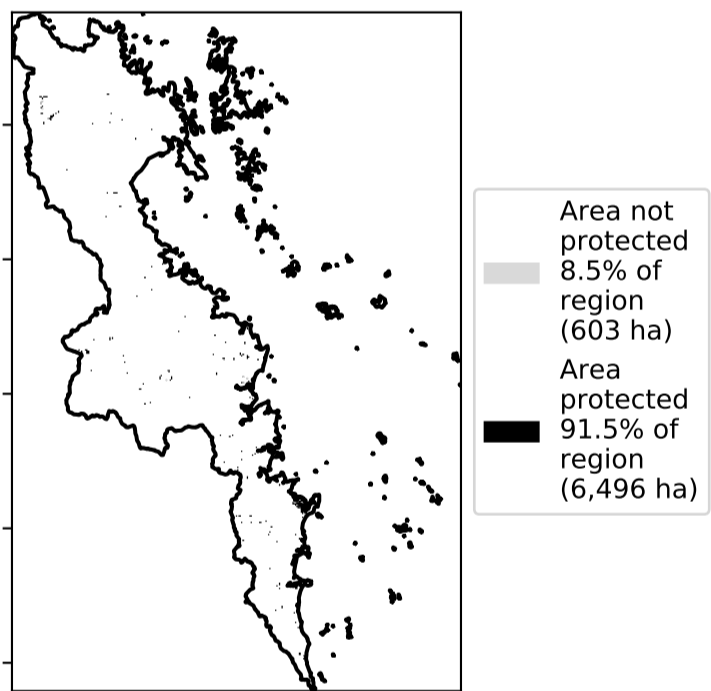 Area not
protected
8.5% of
region
(603 ha)
Area
protected
91.5% of
region
(6,496 ha)